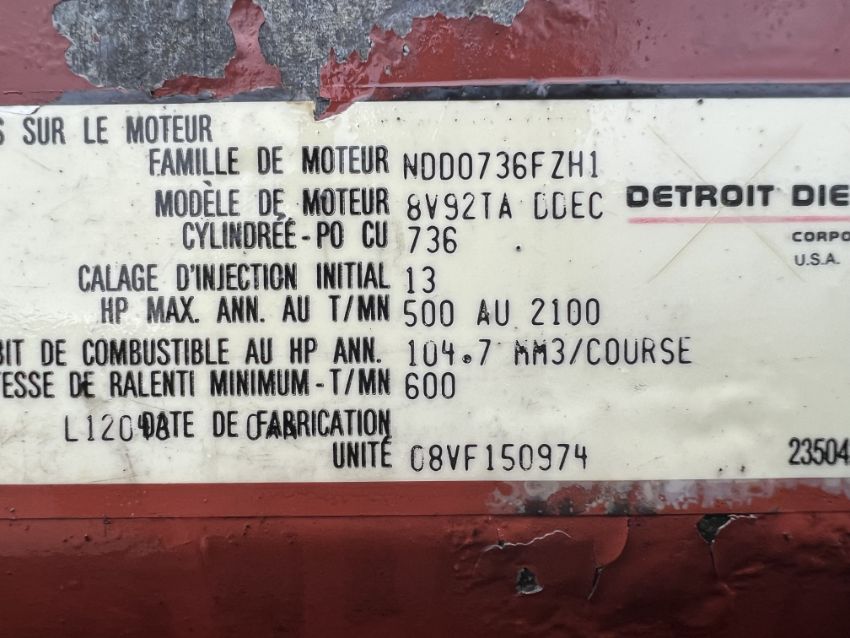 S SUR LE MOTEUR
FAMILLE DE MOTEUR NDD0736FZH1
MODÈLE DE MOTEUR 8V92TA DDEC
DETROIT DIE
CYLINDRÉE-PO CU 736
CORPO
U.S.A.
CALAGE D'INJECTION INITIAL 13
HP MAX. ANN. AU T/MN 500 AU 2100
BIT DE COMBUSTIBLE AU HP ANN. 104.7 MM3/COURSE
TESSE DE RALENTI MINIMUM-T/MN 600
DATE DE FABRICATION
UNITÉ 08VF150974
23504